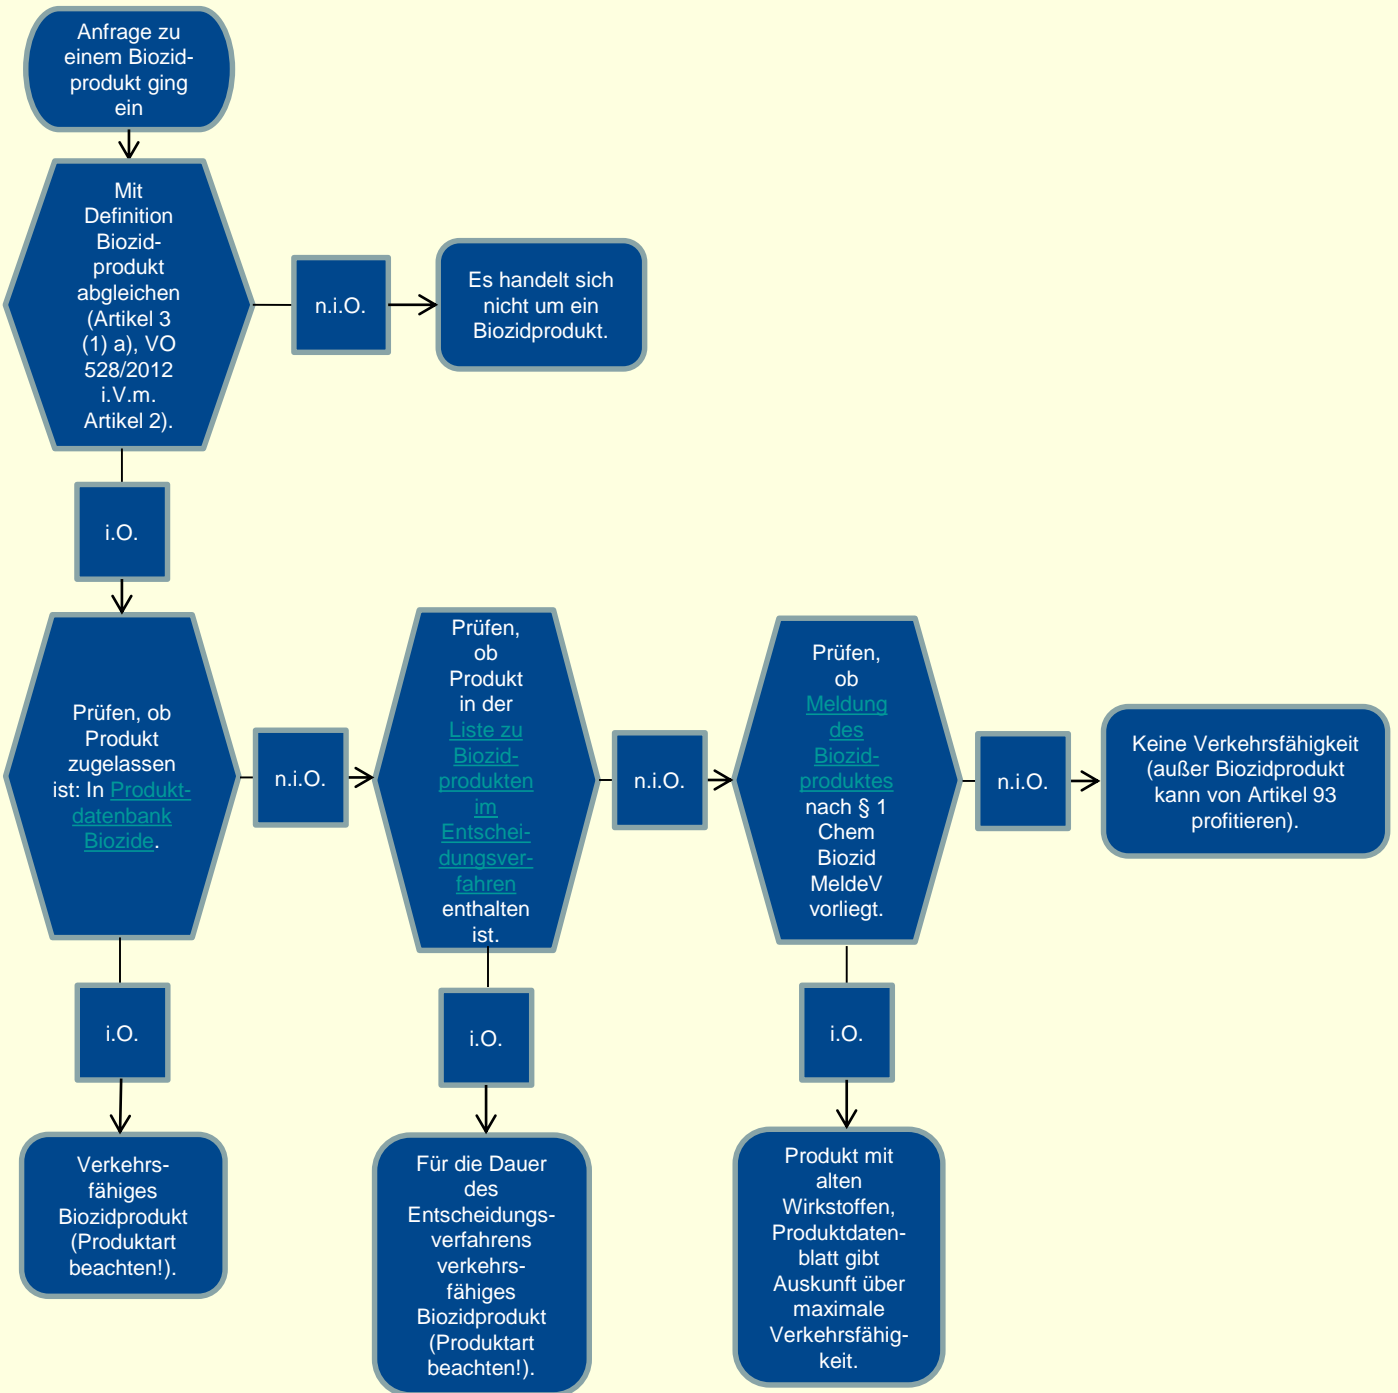 Anfrage zu
einem Biozid-
produkt ging
ein
Mit
Definition
Biozid-
produkt
abgleichen
(Artikel 3
(1) a), VO
528/2012
i.V.m.
Artikel 2).
n.i.O.
Es handelt sich
nicht um ein
Biozidprodukt.
i.O.
Prüfen, ob
Produkt
zugelassen
ist: In Produkt-
datenbank
Biozide.
n.i.O.
Prüfen,
ob
Produkt
in der
Liste zu
Biozid-
produkten
im
Entschei-
dungsver-
fahren
enthalten
ist.
n.i.O.
Prüfen,
ob
Meldung
des
Biozid-
produktes
nach § 1
Chem
Biozid
MeldeV
vorliegt.
n.i.O.
Keine Verkehrsfähigkeit
(außer Biozidprodukt
kann von Artikel 93
profitieren).
i.O.
i.O.
i.O.
Verkehrs-
fähiges
Biozidprodukt
(Produktart
beachten!).
Für die Dauer
des
Entscheidungs-
verfahrens
verkehrs-
fähiges
Biozidprodukt
(Produktart
beachten!).
Produkt mit
alten
Wirkstoffen,
Produktdaten-
blatt gibt
Auskunft über
maximale
Verkehrsfähig-
keit.